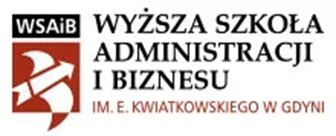 WSAiB
WYŻSZA SZKOŁA
ADMINISTRACJI
I BIZNESU
IM. E. KWIATKOWSKIEGO W GDYNI